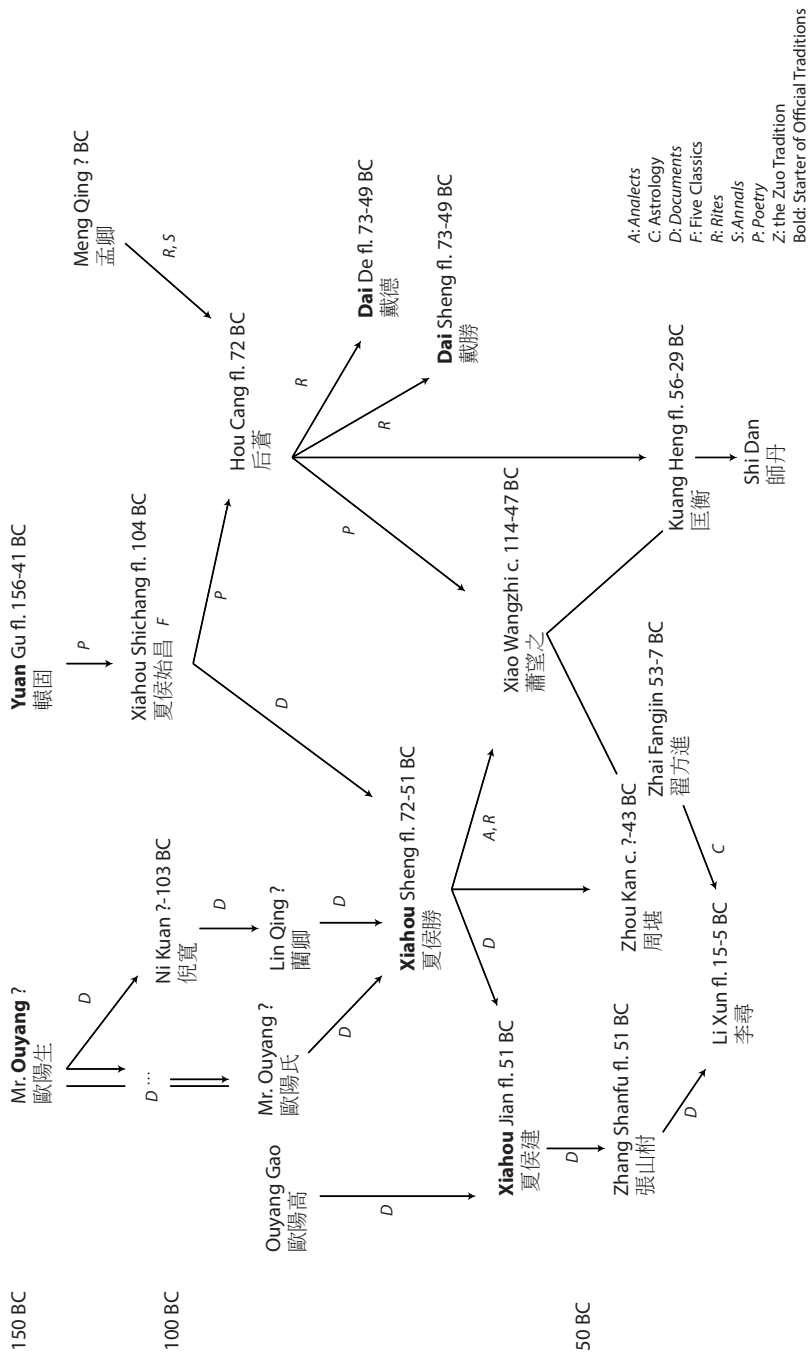 150 BC
Mr. Ouyang ?
歐陽生
Yuan Gu fl. 156-41 BC
轅固
D
P
Meng Qing ? BC
孟卿
R, S
100 BC
D ...
Ni Kuan ?-103 BC
倪寬
Xiahou Shichang fl. 104 BC
夏侯始昌 F
D
P
D
Ouyang Gao
歐陽高
Mr. Ouyang ?
歐陽氏
Lin Qing ?
藺卿
Hou Cang fl. 72 BC
后蒼
D
D
D
R
R
P
Dai De fl. 73-49 BC
戴德
Dai Sheng fl. 73-49 BC
戴勝
Xiahou Sheng fl. 72-51 BC
夏侯勝
D
A, R
Xiahou Jian fl. 51 BC
夏侯建
Xiao Wangzhi c. 114-47 BC
蕭望之
50 BC
D
Zhang Shanfu fl. 51 BC
張山柎
Zhou Kan c. ?-43 BC
周堪
Zhai Fangjin 53-7 BC
翟方進
Kuang Heng fl. 56-29 BC
匡衡
D
C
Li Xun fl. 15-5 BC
李尋
Shi Dan
師丹
A: Analects
C: Astrology
D: Documents
F: Five Classics
R: Rites
S: Annals
P: Poetry
Z: the Zuo Tradition
Bold: Starter of Official Traditions